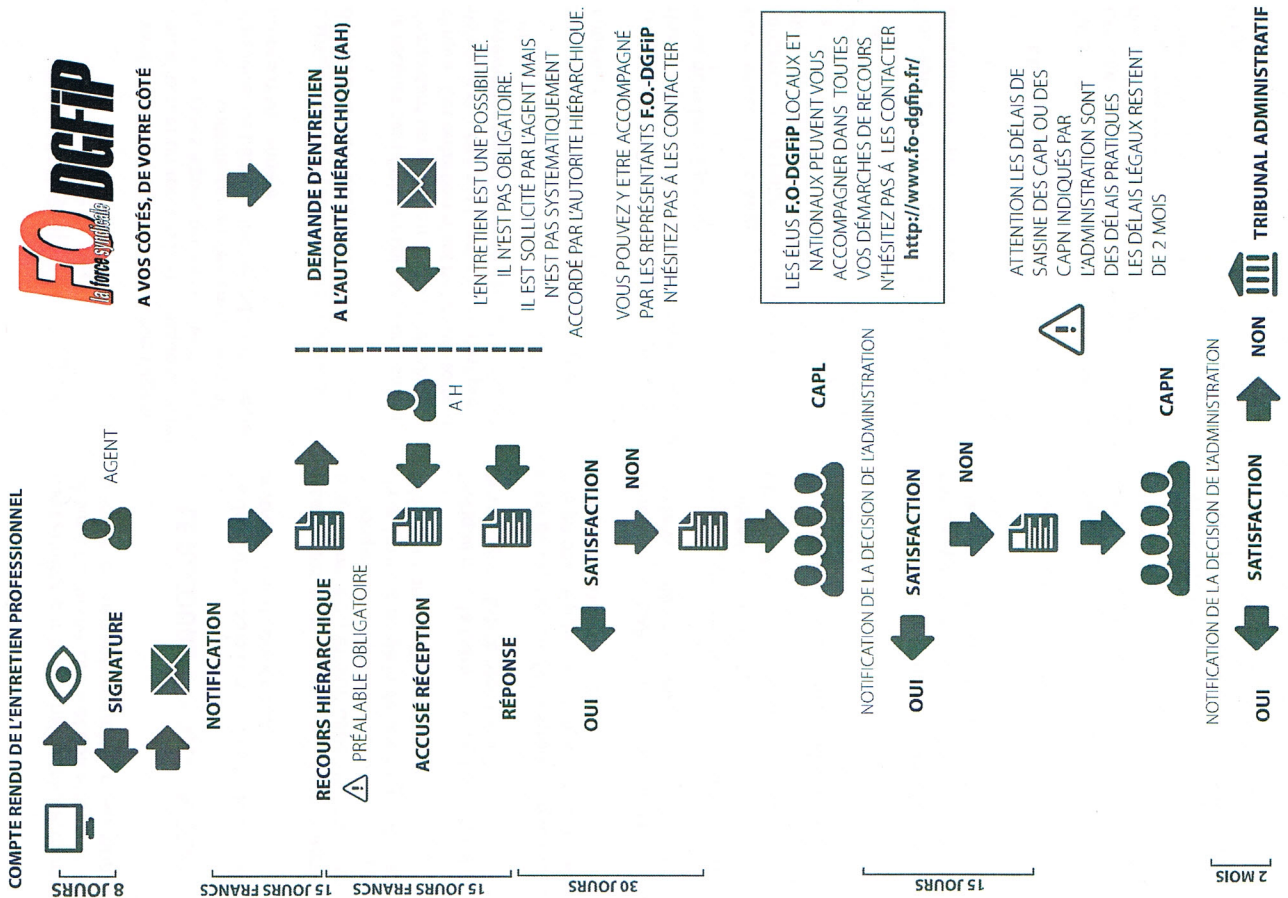 COMPTE RENDU DE L'ENTRETIEN PROFESSIONNEL
8 JOURS
SIGNATURE
AGENT
NOTIFICATION
15 JOURS FRANCS
RECOURS HIÉRARCHIQUE
PRÉALABLE OBLIGATOIRE
15 JOURS FRANCS
ACCUSÉ RÉCEPTION
A H
RÉPONSE
30 JOURS
OUI
SATISFACTION
NON
CAPL
NOTIFICATION DE LA DECISION DE L'ADMINISTRATION
15 JOURS
OUI
SATISFACTION
NON
CAPN
NOTIFICATION DE LA DECISION DE L'ADMINISTRATION
2 MOIS
OUI
SATISFACTION
NON
TRIBUNAL ADMINISTRATIF
FO DGFiP
la force syndicale
A VOS CÔTÉS, DE VOTRE CÔTÉ
DEMANDE D'ENTRETIEN
A L'AUTORITÉ HIÉRARCHIQUE (AH)
L'ENTRETIEN EST UNE POSSIBILITÉ.
IL N'EST PAS OBLIGATOIRE.
IL EST SOLLICITÉ PAR L'AGENT MAIS
N'EST PAS SYSTEMATIQUEMENT
ACCORDÉ PAR L'AUTORITE HIÉRARCHIQUE.
VOUS POUVEZ Y ETRE ACCOMPAGNÉ
PAR LES REPRÉSENTANTS F.O.-DGFiP
N'HÉSITEZ PAS Á LES CONTACTER
LES ÉLUS F.O-DGFiP LOCAUX ET
NATIONAUX PEUVENT VOUS
ACCOMPAGNER DANS TOUTES
VOS DÉMARCHES DE RECOURS
N'HÉSITEZ PAS Á LES CONTACTER
http://www.fo-dgfip.fr/
ATTENTION LES DÉLAIS DE
SAISINE DES CAPL OU DES
CAPN INDIQUÉS PAR
L'ADMINISTRATION SONT
DES DÉLAIS PRATIQUES
LES DÉLAIS LÉGAUX RESTENT
DE 2 MOIS